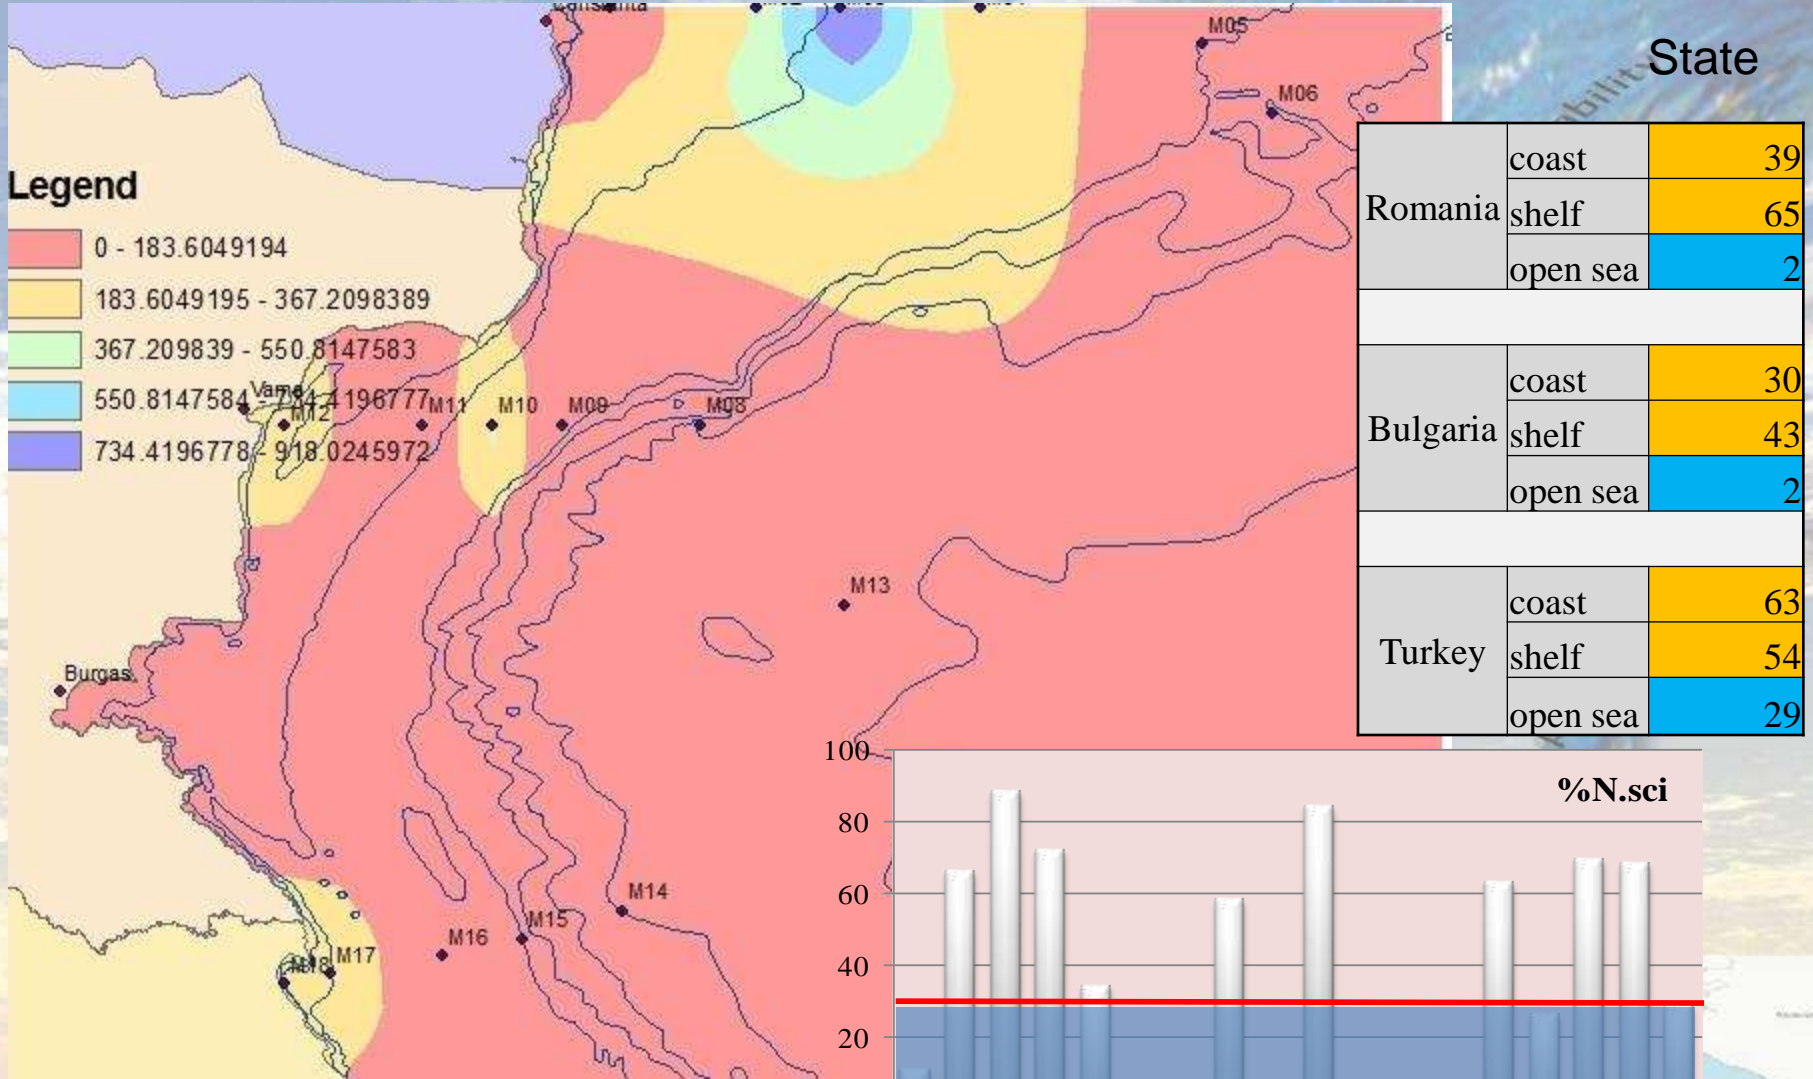 State
M05
M06
Legend
0 - 183.6049194
183.6049195 - 367.2098389
367.209839 - 550.8147583
550.8147584 - 734.4196777
734.4196778 - 918.0245972
M12
M11
M10
M09
M08
M13
Burgas
M14
M15
M16
M17
M18
Romania
coast 39
shelf 65
open sea 2
Bulgaria
coast 30
shelf 43
open sea 2
Turkey
coast 63
shelf 54
open sea 29
%N.sci
100
80
60
40
20